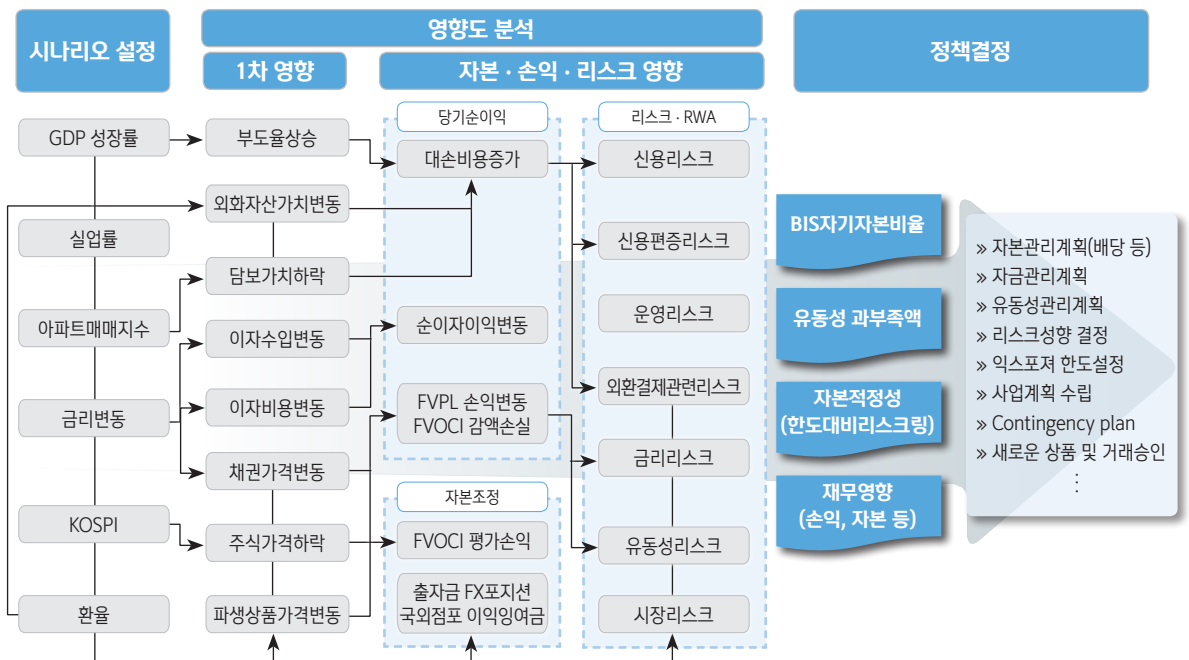 시나리오 설정
영향도 분석
1차 영향
자본 · 손익 · 리스크 영향
정책결정
GDP 성장률
실업률
아파트매매지수
금리변동
KOSPI
환율
부도율상승
외화자산가치변동
담보가치하락
이자수입변동
이자비용변동
채권가격변동
주식가격하락
파생상품가격변동
당기순이익
대손비용증가
순이자이익변동
FVPL 손익변동
FVOCI 감액손실
자본조정
FVOCI 평가손익
출자금 FX포지션
국외점포 이익잉여금
리스크 · RWA
신용리스크
신용편중리스크
운영리스크
외환결제관련리스크
금리리스크
유동성리스크
시장리스크
BIS자기자본비율
유동성 과부족액
자본적정성
(한도대비리스크링)
재무영향
(손익, 자본 등)
» 자본관리계획(배당 등)
» 자금관리계획
» 유동성관리계획
» 리스크성향 결정
» 익스포져 한도설정
» 사업계획 수립
» Contingency plan
» 새로운 상품 및 거래승인
⋮